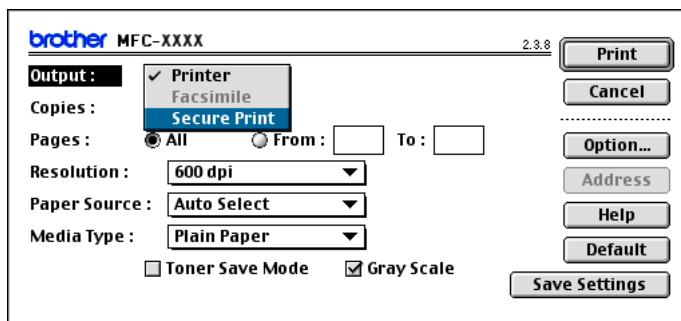 brother MFC-XXXX 2.3.8 Print
Output : Printer
Facsimile Cancel
Copies : Secure Print
Pages : All From : To : Option...
Resolution : 600 dpi Address
Paper Source : Auto Select Help
Media Type : Plain Paper Default
Toner Save Mode Gray Scale
Save Settings